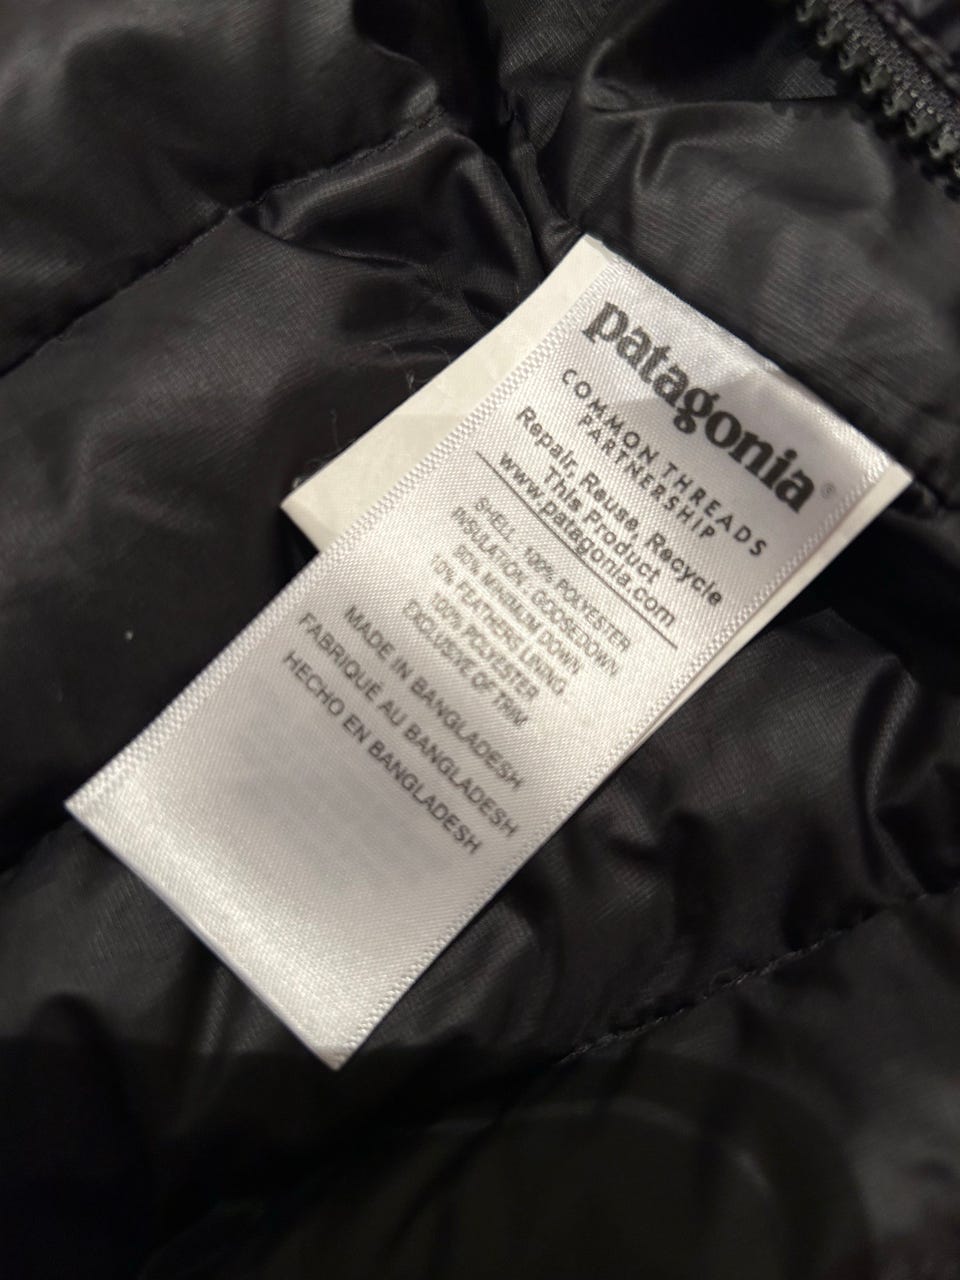 patagonia®
COMMON THREADS
PARTNERSHIP
Repair, Reuse, Recycle
This Product
www.patagonia.com
SHELL: 100% POLYESTER
INSULATION: GOOSEDOWN
90% MINIMUM DOWN
10% FEATHERS LINING:
100% POLYESTER
EXCLUSIVE OF TRIM
MADE IN BANGLADESH
FABRIQUÉ AU BANGLADESH
HECHO EN BANGLADESH